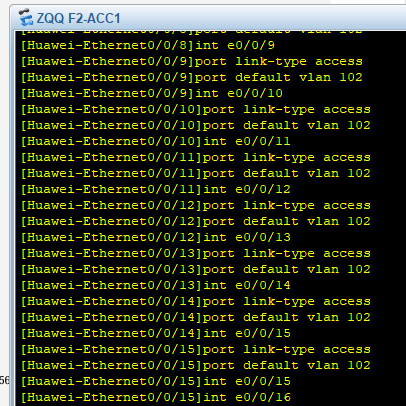 ZQQ F2-ACC1
[Huawei-Ethernet0/0/8]port default vlan 102
[Huawei-Ethernet0/0/8]int e0/0/9
[Huawei-Ethernet0/0/9]port link-type access
[Huawei-Ethernet0/0/9]port default vlan 102
[Huawei-Ethernet0/0/9]int e0/0/10
[Huawei-Ethernet0/0/10]port link-type access
[Huawei-Ethernet0/0/10]port default vlan 102
[Huawei-Ethernet0/0/10]int e0/0/11
[Huawei-Ethernet0/0/11]port link-type access
[Huawei-Ethernet0/0/11]port default vlan 102
[Huawei-Ethernet0/0/11]int e0/0/12
[Huawei-Ethernet0/0/12]port link-type access
[Huawei-Ethernet0/0/12]port default vlan 102
[Huawei-Ethernet0/0/12]int e0/0/13
[Huawei-Ethernet0/0/13]port link-type access
[Huawei-Ethernet0/0/13]port default vlan 102
[Huawei-Ethernet0/0/13]int e0/0/14
[Huawei-Ethernet0/0/14]port link-type access
[Huawei-Ethernet0/0/14]port default vlan 102
[Huawei-Ethernet0/0/14]int e0/0/15
[Huawei-Ethernet0/0/15]port link-type access
[Huawei-Ethernet0/0/15]port default vlan 102
56
[Huawei-Ethernet0/0/15]int e0/0/15
[Huawei-Ethernet0/0/15]int e0/0/16